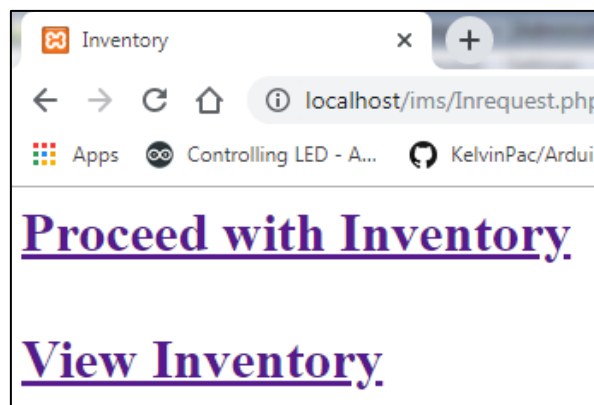 Inventory
localhost/ims/Inrequest.php
Apps Controlling LED - A... KelvinPac/Ardui
Proceed with Inventory
View Inventory